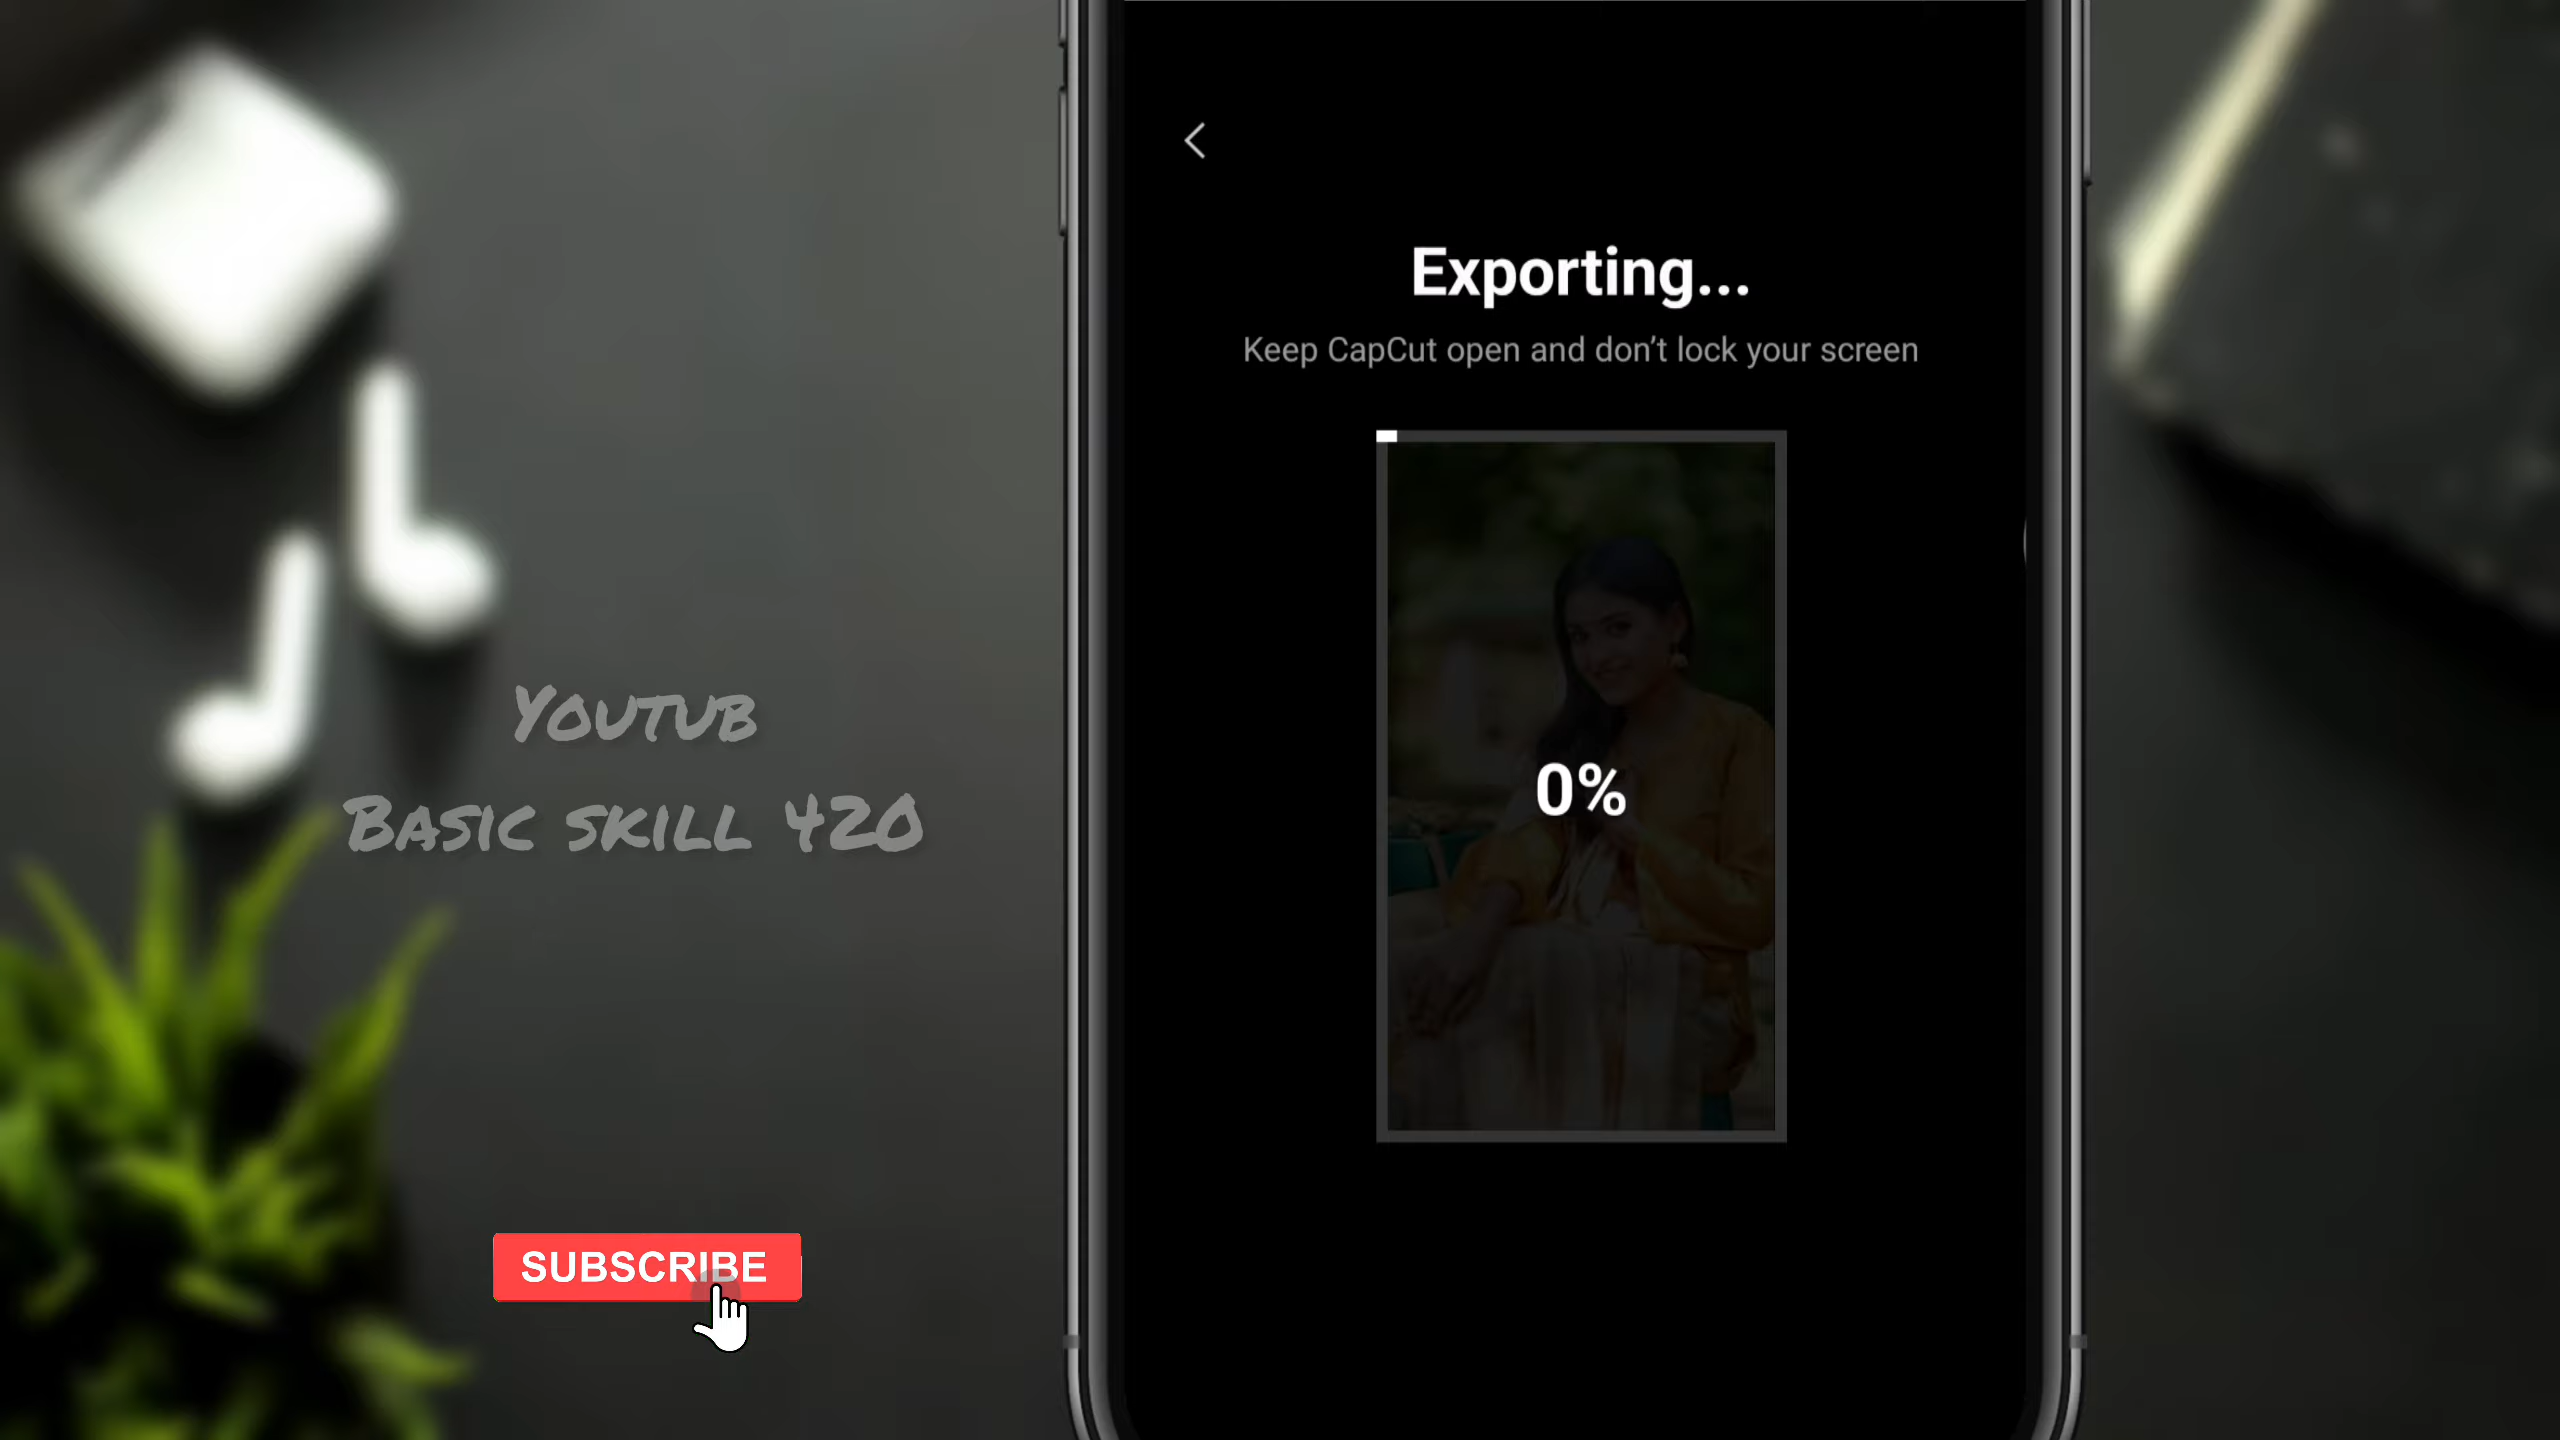 Exporting...
Keep CapCut open and don't lock your screen
0%
YOUTUB
BASIC SKILL 420
SUBSCRIBE